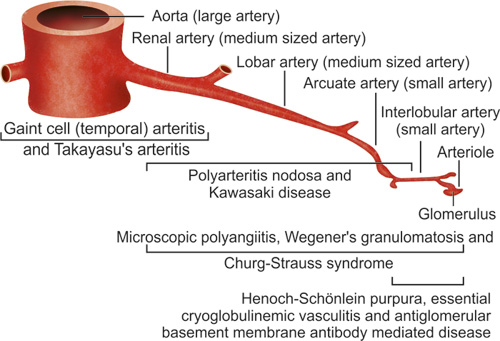 Aorta (large artery)
Renal artery (medium sized artery)
Lobar artery (medium sized artery)
Arcuate artery (small artery)
Interlobular artery
(small artery)
Arteriole
Gaint cell (temporal) arteritis
and Takayasu's arteritis
Polyarteritis nodosa and
Kawasaki disease
Glomerulus
Microscopic polyangiitis, Wegener's granulomatosis and
Churg-Strauss syndrome
Henoch-Schönlein purpura, essential
cryoglobulinemic vasculitis and antiglomerular
basement membrane antibody mediated disease